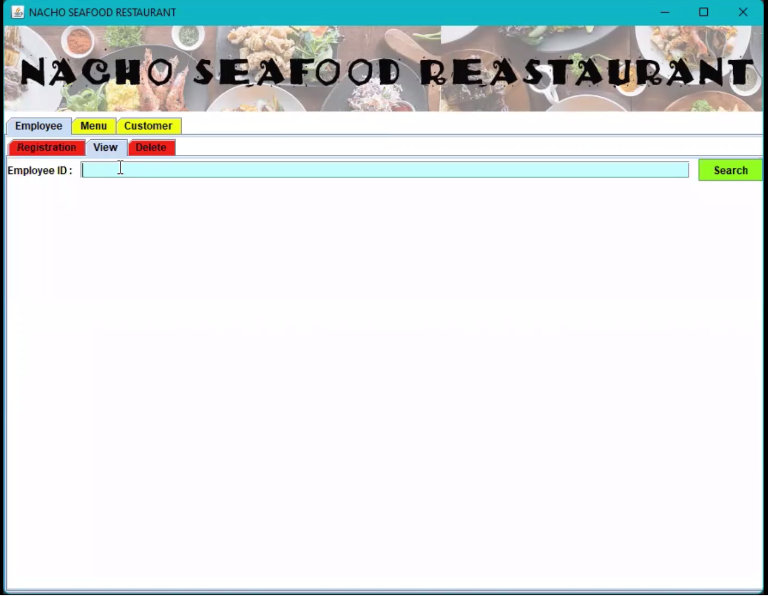 NACHO SEAFOOD RESTAURANT
NACHO SEAFOOD REASTAURANT
Employee Menu Customer
Registration View Delete
Employee ID : Search